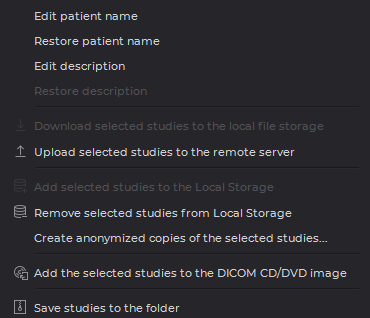 Edit patient name
Restore patient name
Edit description
Restore description
Download selected studies to the local file storage
Upload selected studies to the remote server
Add selected studies to the Local Storage
Remove selected studies from Local Storage
Create anonymized copies of the selected studies...
Add the selected studies to the DICOM CD/DVD image
Save studies to the folder